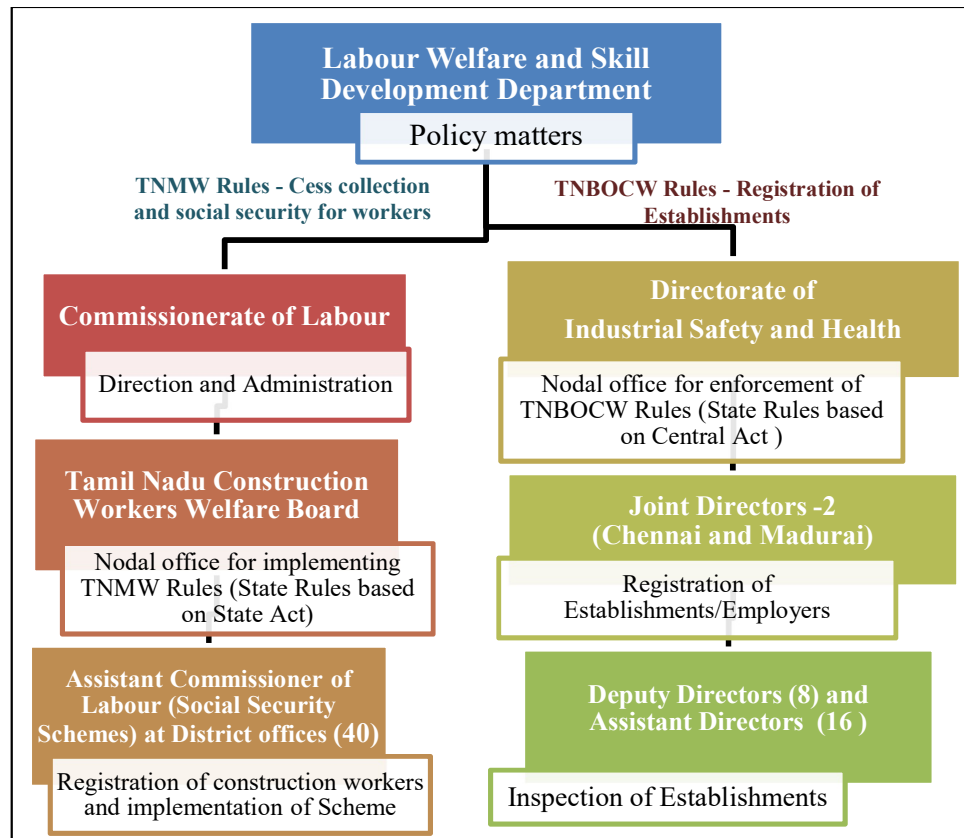 Labour Welfare and Skill
Development Department
Policy matters
TNMW Rules - Cess collection
and social security for workers
TNBOCW Rules - Registration of
Establishments
Commissionerate of Labour
Direction and Administration
Tamil Nadu Construction
Workers Welfare Board
Nodal office for implementing
TNMW Rules (State Rules based
on State Act)
Assistant Commissioner of
Labour (Social Security
Schemes) at District offices (40)
Registration of construction workers
and implementation of Scheme
Directorate of
Industrial Safety and Health
Nodal office for enforcement of
TNBOCW Rules (State Rules based
on Central Act )
Joint Directors -2
(Chennai and Madurai)
Registration of
Establishments/Employers
Deputy Directors (8) and
Assistant Directors (16 )
Inspection of Establishments